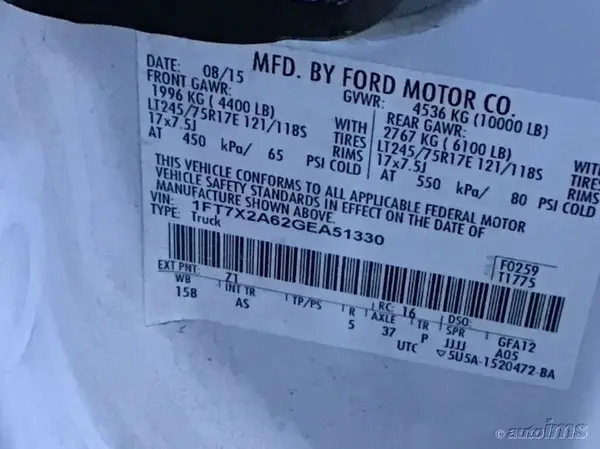 MFD. BY FORD MOTOR CO.
DATE: 08/15 GVWR: 4536 KG (10000 LB)
FRONT GAWR: REAR GAWR:
1996 KG (4400 LB) WITH 2767 KG (6100 LB) WITH
LT245/75R17E 121/118S TIRES LT245/75R17E 121/118S TIRES
17x7.5J RIMS 17x7.5J RIMS
AT 450 kPa/ 65 PSI COLD AT 550 kPa/ 80 PSI COLD
THIS VEHICLE CONFORMS TO ALL APPLICABLE FEDERAL MOTOR
VEHICLE SAFETY STANDARDS IN EFFECT ON THE DATE OF
MANUFACTURE SHOWN ABOVE.
VIN: 1FT7X2A62GEA51330
TYPE: Truck
F0259
T1775
EXT PNT: Z1 RC: 16 DSO:
WB INT TR TP/PS R AXLE TR SPR GFA12
15B AS 5 37 P JJJJ A05
UTC ▽5U5A-1520472-BA
©autoims